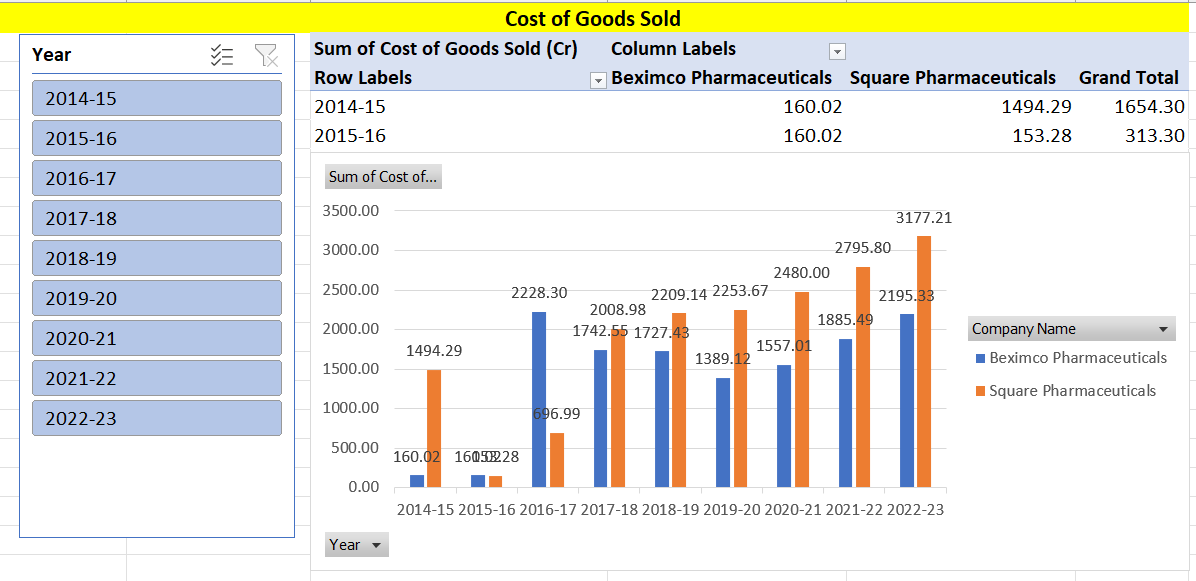 Cost of Goods Sold
Year
2014-15
2015-16
2016-17
2017-18
2018-19
2019-20
2020-21
2021-22
2022-23
Sum of Cost of Goods Sold (Cr) Column Labels
Row Labels Beximco Pharmaceuticals Square Pharmaceuticals Grand Total
2014-15 160.02 1494.29 1654.30
2015-16 160.02 153.28 313.30
Sum of Cost of...
3500.00
3000.00
2500.00
2000.00
1500.00
1000.00
500.00
0.00
160.02 1494.29
160.02 153.28
2228.30 696.99
1742.55 2008.98
1727.43 2209.14
1389.12 2253.67
1557.01 2480.00
1885.49 2795.80
2195.33 3177.21
2014-15 2015-16 2016-17 2017-18 2018-19 2019-20 2020-21 2021-22 2022-23
Company Name
Beximco Pharmaceuticals
Square Pharmaceuticals
Year